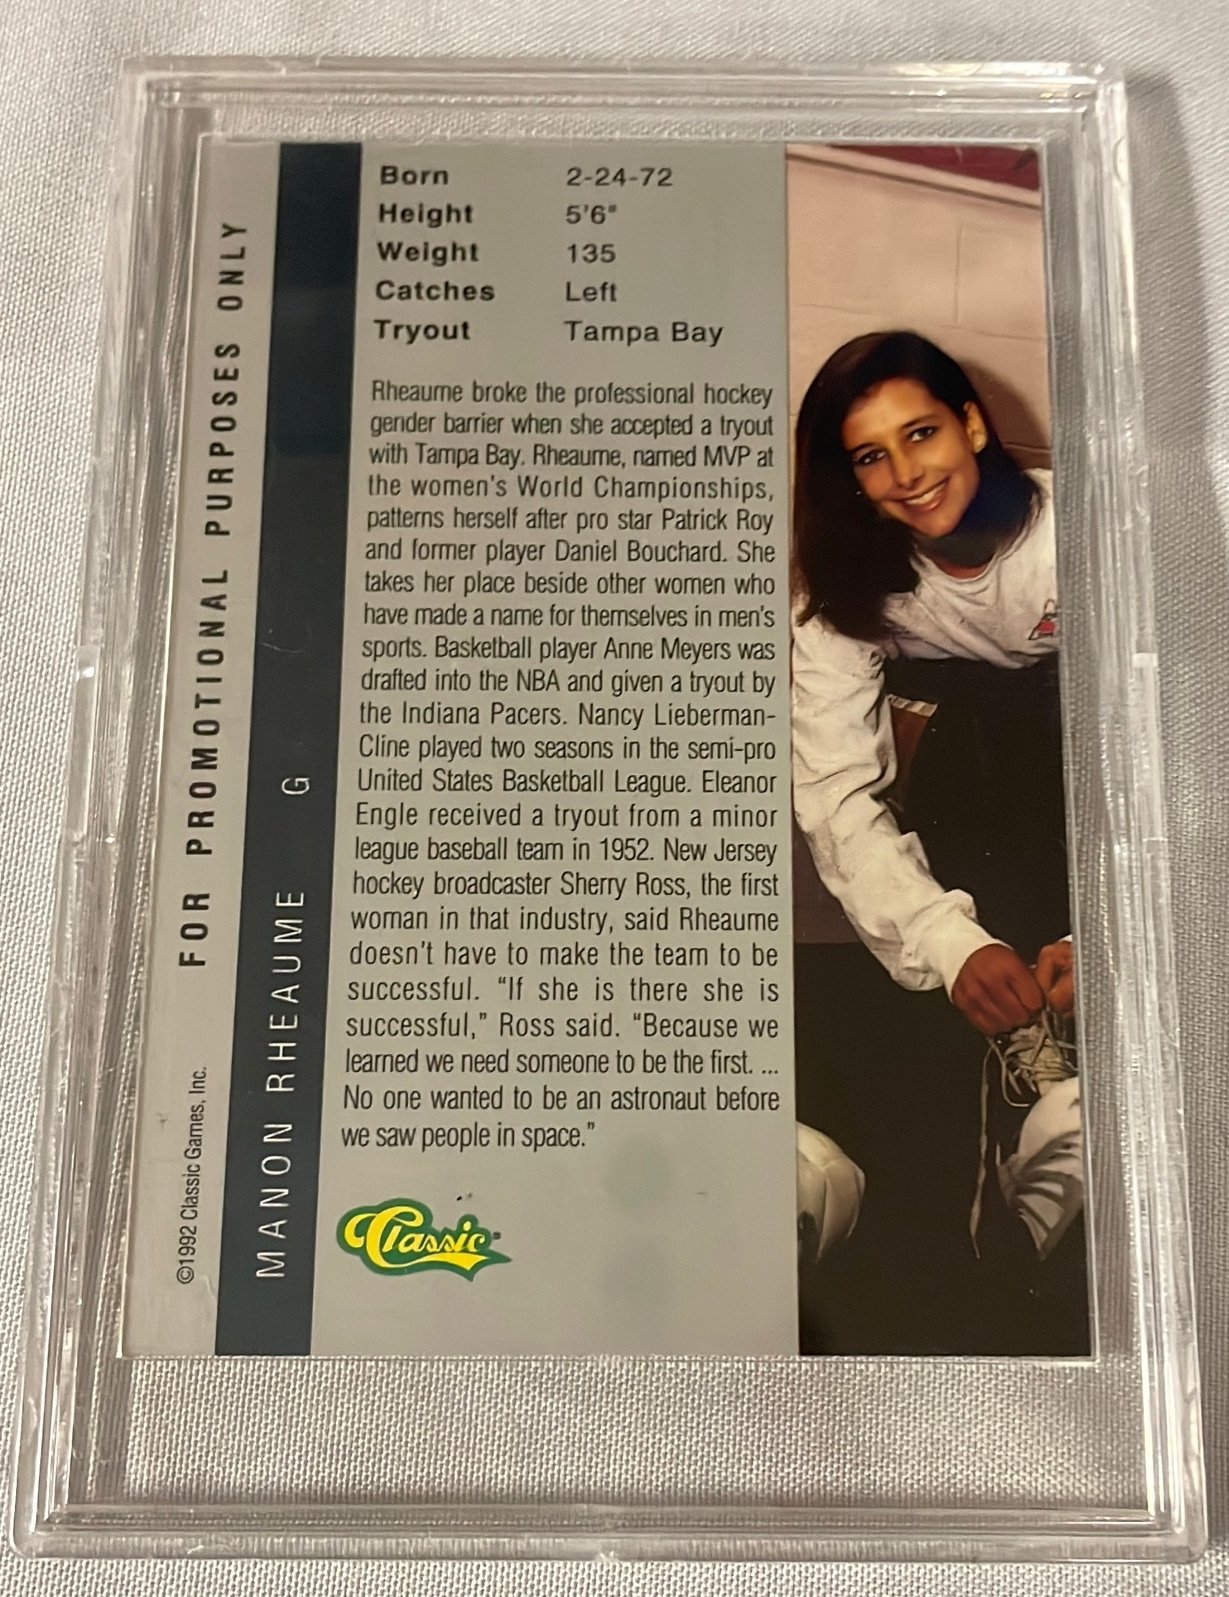 Born 2-24-72
Height 5'6"
Weight 135
Catches Left
Tryout Tampa Bay
Rheaume broke the professional hockey
gender barrier when she accepted a tryout
with Tampa Bay. Rheaume, named MVP at
the women's World Championships,
patterns herself after pro star Patrick Roy
and former player Daniel Bouchard. She
takes her place beside other women who
have made a name for themselves in men's
sports. Basketball player Anne Meyers was
drafted into the NBA and given a tryout by
the Indiana Pacers. Nancy Lieberman-
Cline played two seasons in the semi-pro
United States Basketball League. Eleanor
Engle received a tryout from a minor
league baseball team in 1952. New Jersey
hockey broadcaster Sherry Ross, the first
woman in that industry, said Rheaume
doesn't have to make the team to be
successful. "If she is there she is
successful," Ross said. "Because we
learned we need someone to be the first. ...
No one wanted to be an astronaut before
we saw people in space."
Classic®
MANON RHEAUME G
©1992 Classic Games, Inc. FOR PROMOTIONAL PURPOSES ONLY